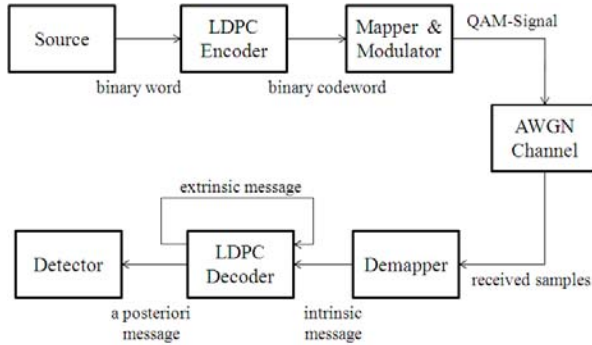 Source
LDPC
Encoder
Mapper &
Modulator
QAM-Signal
binary word
binary codeword
AWGN
Channel
extrinsic message
Detector
LDPC
Decoder
Demapper
received samples
a posteriori
message
intrinsic
message